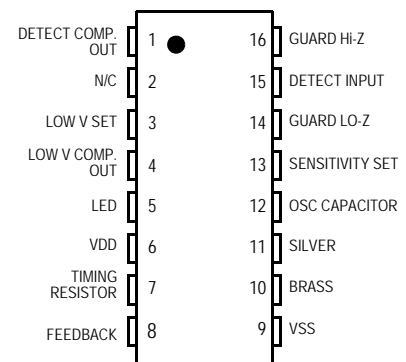 DETECT COMP.
OUT
1
16
GUARD Hi-Z
N/C
2
15
DETECT INPUT
LOW V SET
3
14
GUARD LO-Z
LOW V COMP.
OUT
4
13
SENSITIVITY SET
LED
5
12
OSC CAPACITOR
VDD
6
11
SILVER
TIMING
RESISTOR
7
10
BRASS
FEEDBACK
8
9
VSS